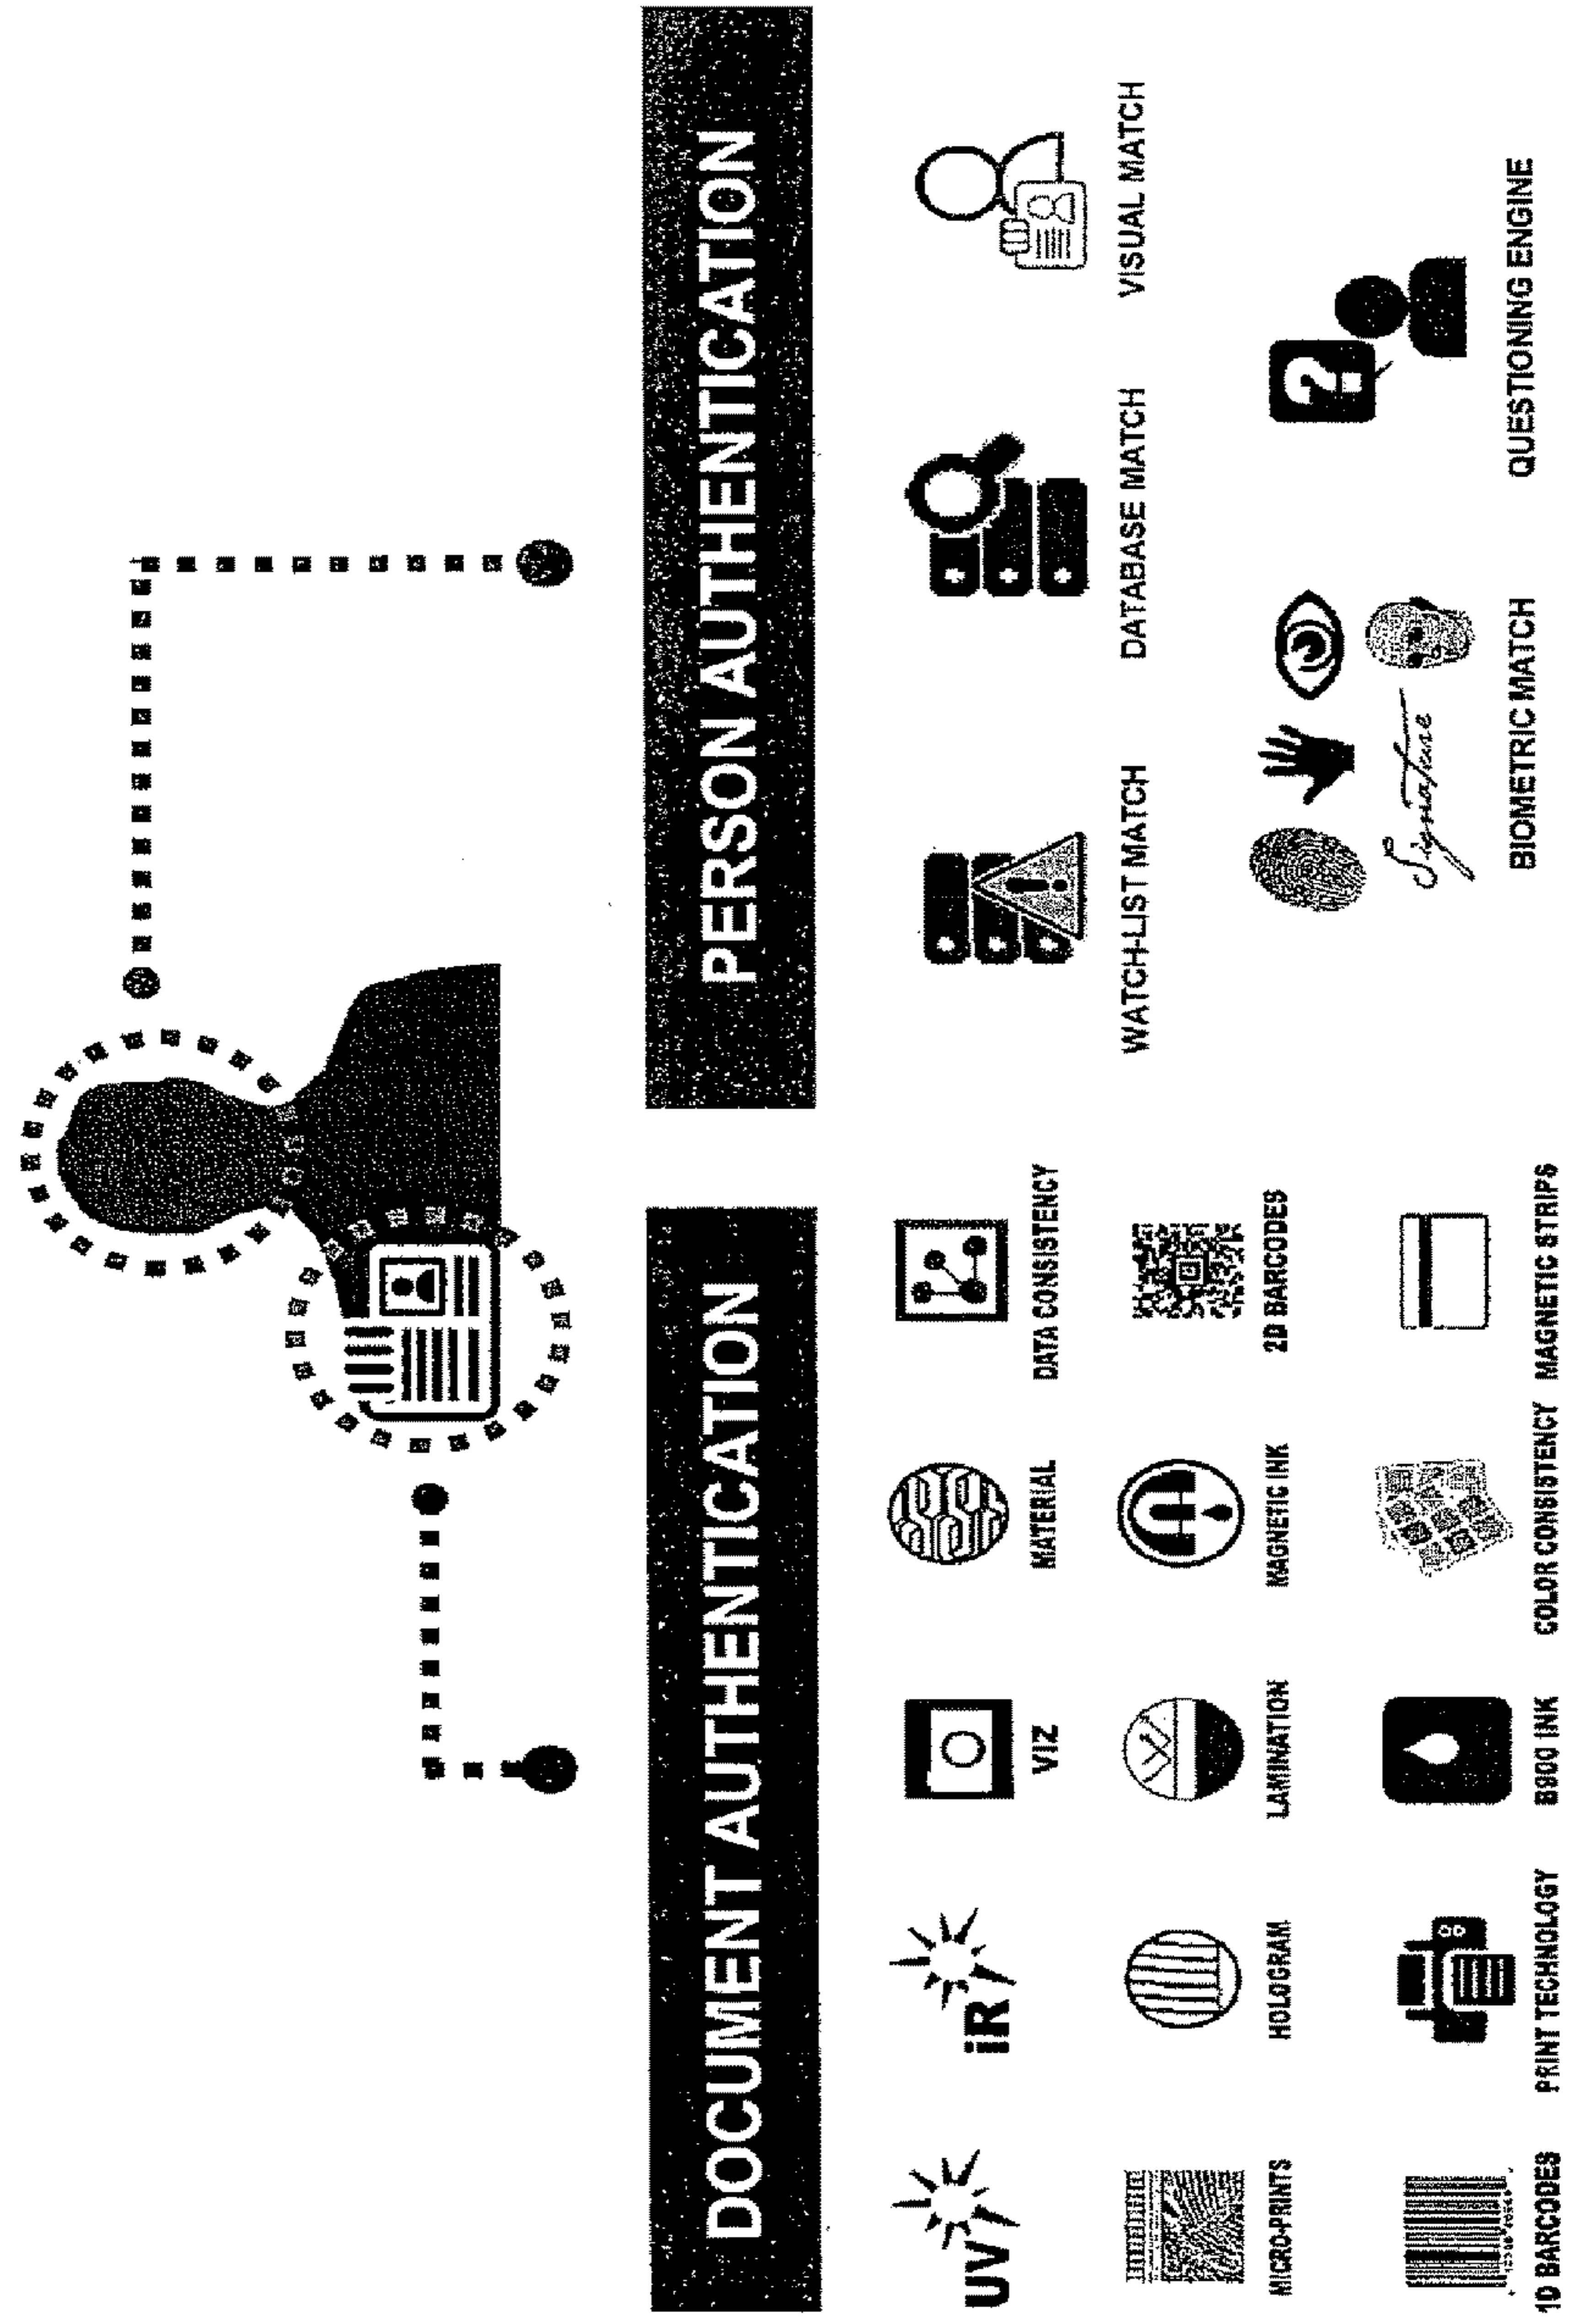 DOCUMENT AUTHENTICATION
UV
iR
VIZ
MATERIAL
DATA CONSISTENCY
MICRO-PRINTS
HOLOGRAM
LAMINATION
MAGNETIC INK
2D BARCODES
1D BARCODES
PRINT TECHNOLOGY
B900 INK
COLOR CONSISTENCY
MAGNETIC STRIPS
PERSON AUTHENTICATION
WATCH-LIST MATCH
DATABASE MATCH
VISUAL MATCH
Signature
?
BIOMETRIC MATCH
QUESTIONING ENGINE